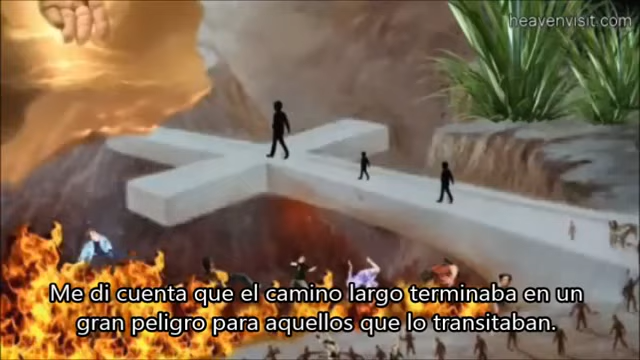 heavenvisit.com
Me di cuenta que el camino largo terminaba en un
gran peligro para aquellos que lo transitaban.